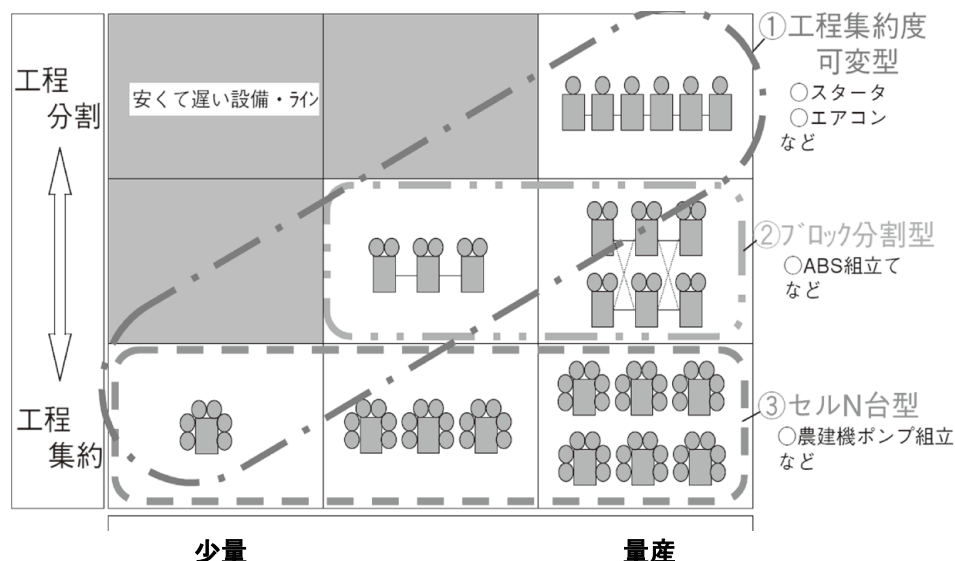 工程
分割
工程
集約
安くて遅い設備・ライン
①工程集約度
可変型
○スタータ
○エアコン
など
②ブロック分割型
○ABS組立て
など
③セルN台型
○農建機ポンプ組立
など
少量
量産